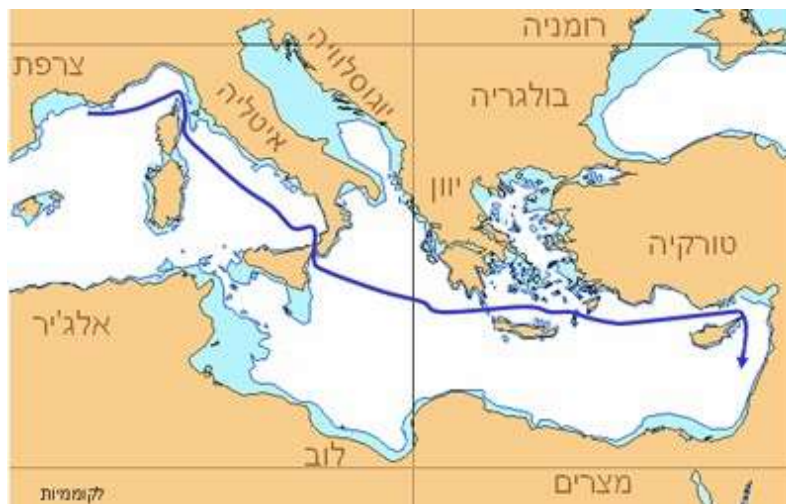 רומניה
צרפת
יוגוסלוויה
בולגריה
איטליה
יוון
טורקיה
אלג'יר
לוב
מצרים
לקוממיות